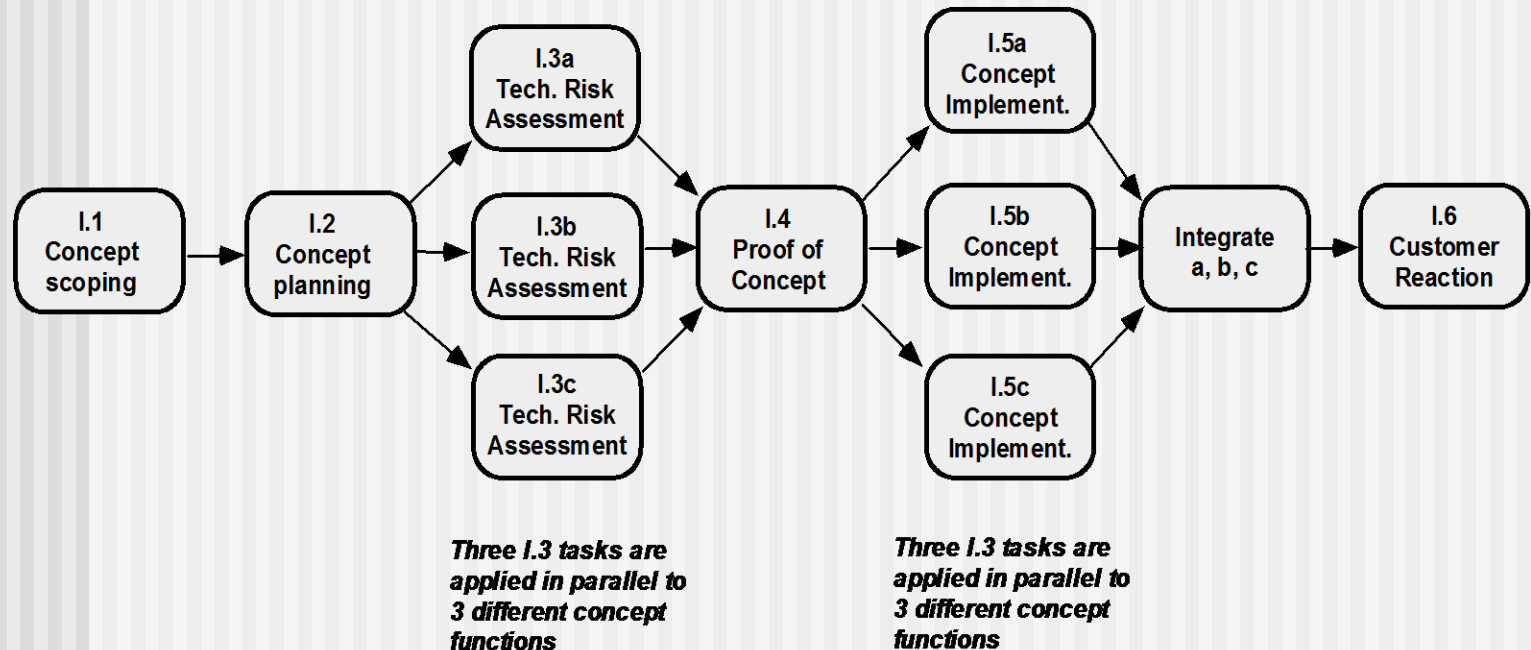 I.1
Concept
scoping
I.2
Concept
planning
I.3a
Tech. Risk
Assessment
I.3b
Tech. Risk
Assessment
I.3c
Tech. Risk
Assessment
I.4
Proof of
Concept
I.5a
Concept
Implement.
I.5b
Concept
Implement.
I.5c
Concept
Implement.
Integrate
a, b, c
I.6
Customer
Reaction
Three I.3 tasks are
applied in parallel to
3 different concept
functions
Three I.3 tasks are
applied in parallel to
3 different concept
functions